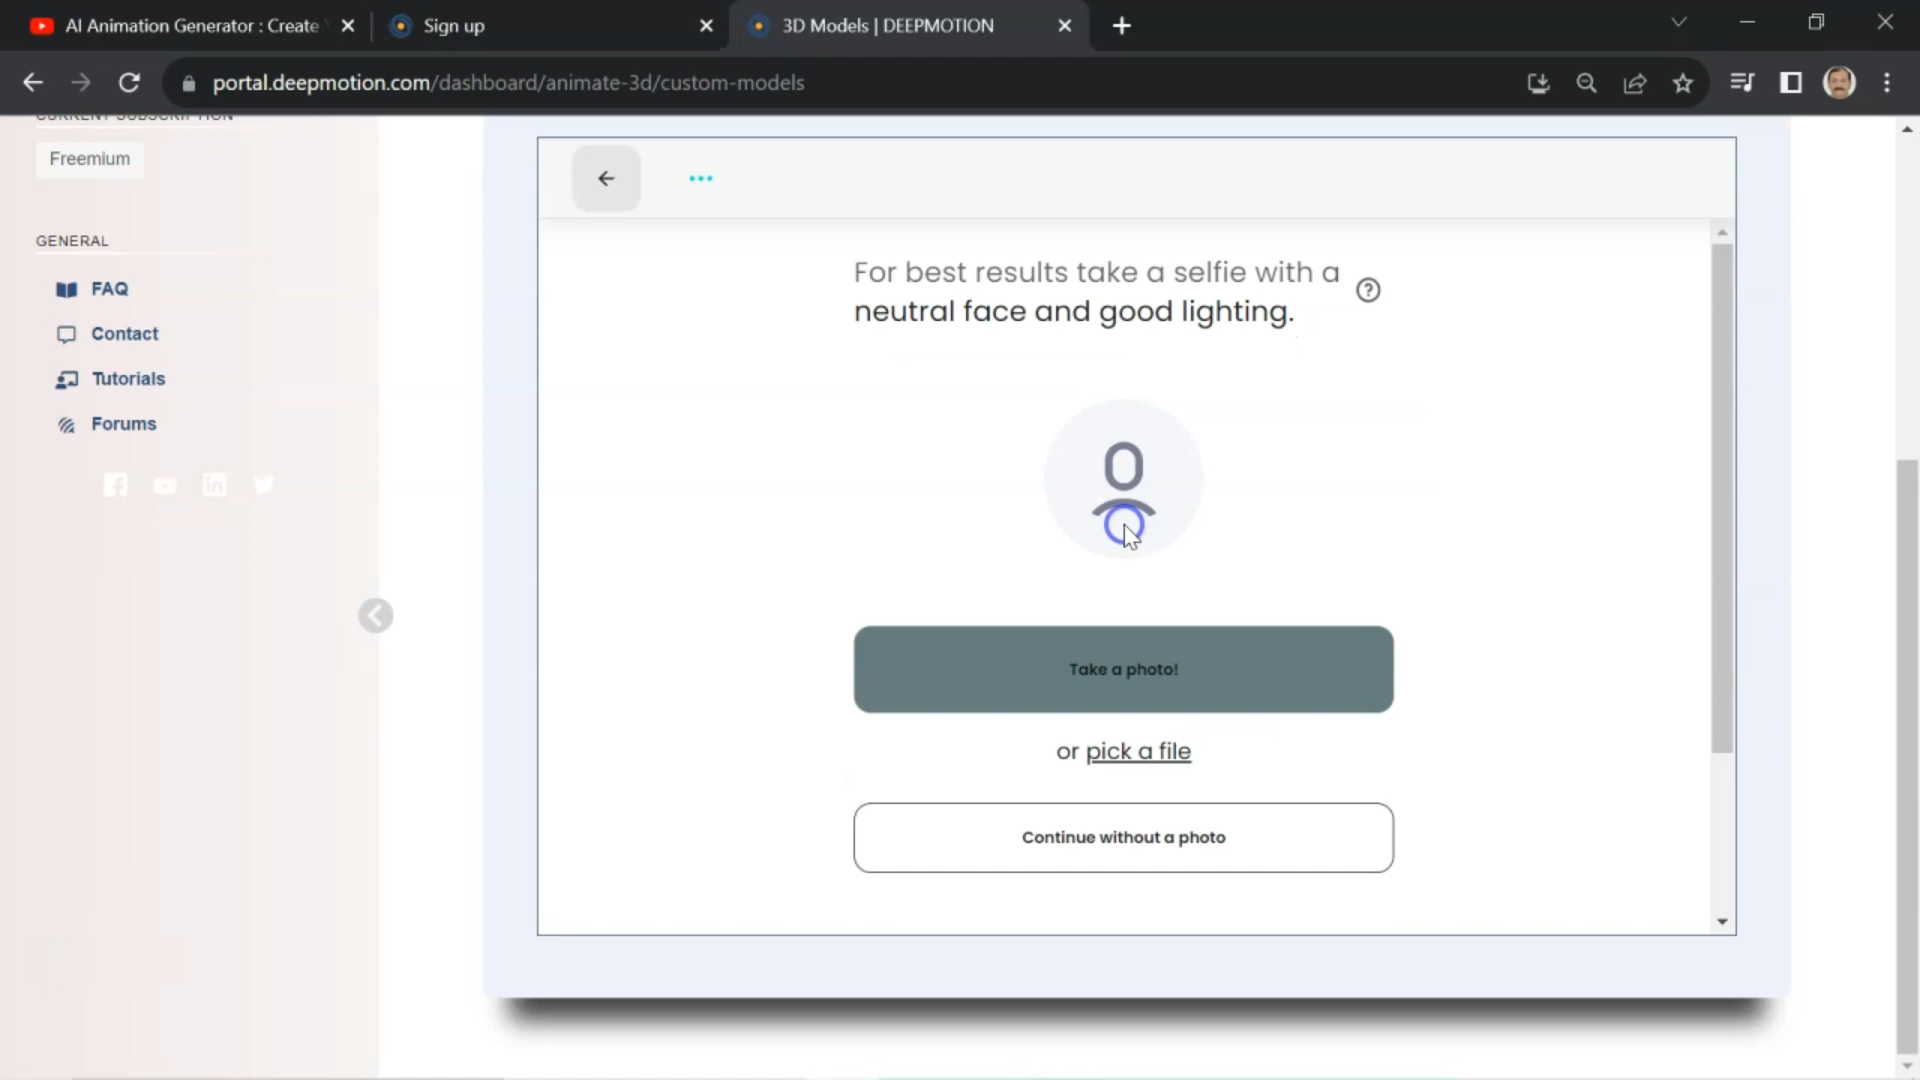 AI Animation Generator : Create
Sign up
3D Models | DEEPMOTION
portal.deepmotion.com/dashboard/animate-3d/custom-models
CURRENT SUBSCRIPTION
Freemium
GENERAL
FAQ
Contact
Tutorials
Forums
For best results take a selfie with a
neutral face and good lighting.
Take a photo!
or pick a file
Continue without a photo